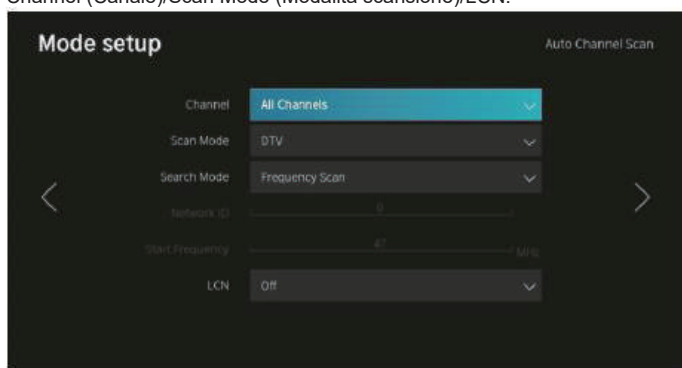 Channel (Canale)/Scan Mode (Modalità scansione)/LCN.
Mode setup
Auto Channel Scan
Channel All Channels
Scan Mode DTV
Search Mode Frequency Scan
Network ID 0
Start Frequency 47 MHz
LCN Off